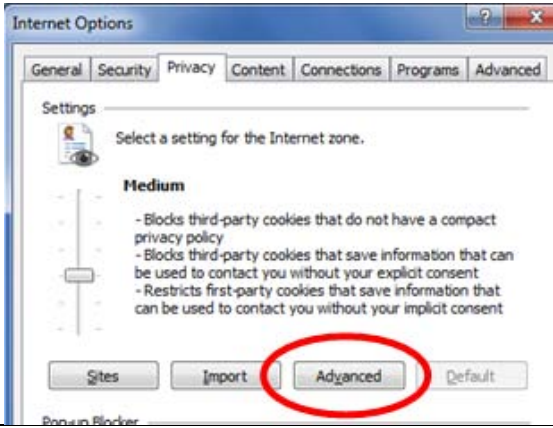 Internet Options
General Security Privacy Content Connections Programs Advanced
Settings
Select a setting for the Internet zone.
Medium
- Blocks third-party cookies that do not have a compact
privacy policy
- Blocks third-party cookies that save information that can
be used to contact you without your explicit consent
- Restricts first-party cookies that save information that
can be used to contact you without your implicit consent
Sites Import Advanced Default
Pop-up Blocker